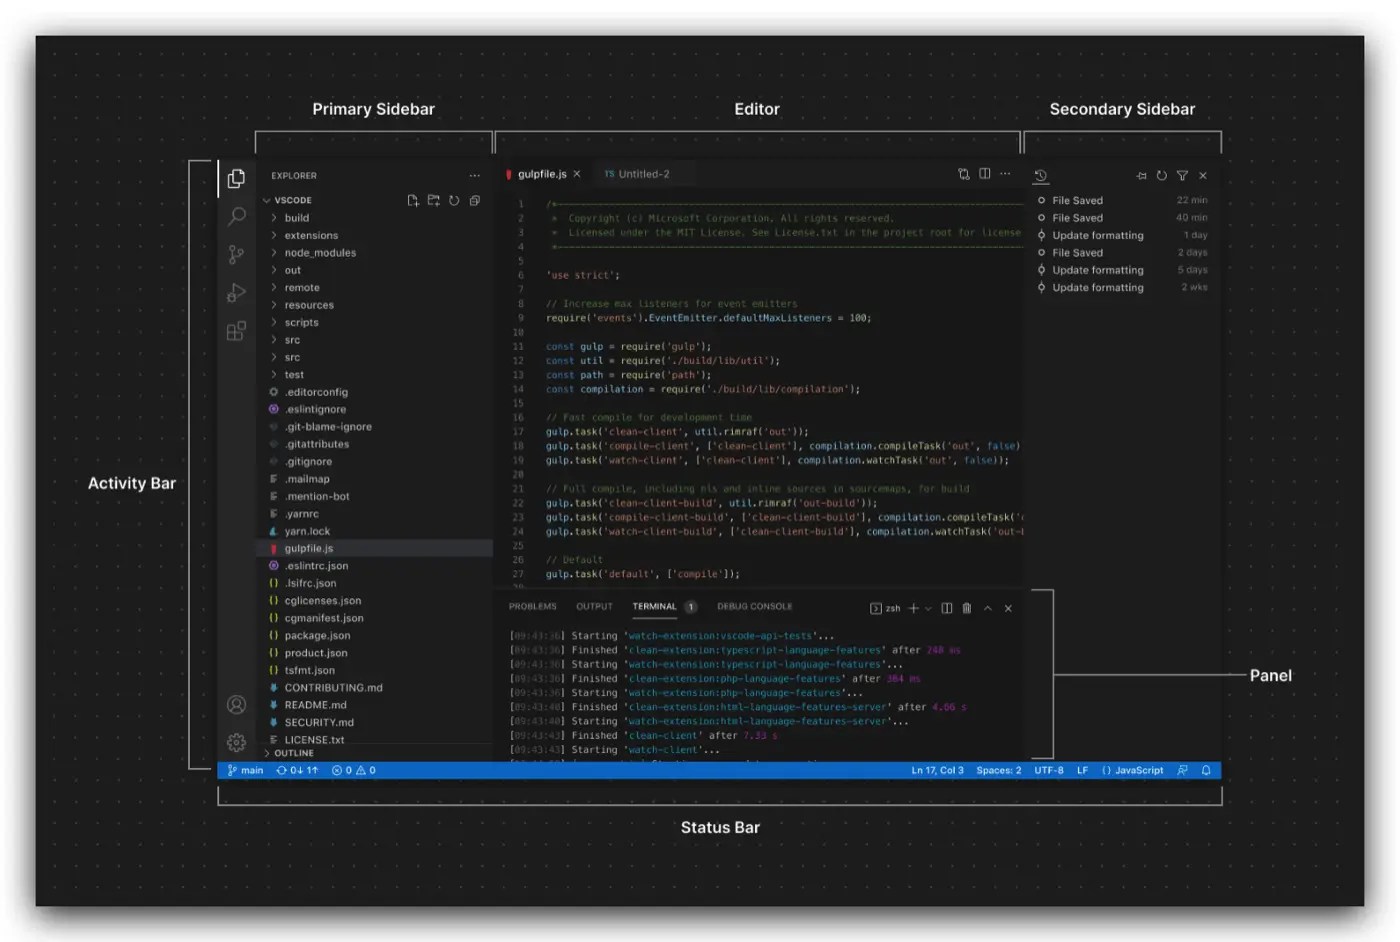 Primary Sidebar
Editor
Secondary Sidebar
Activity Bar
EXPLORER
VSCODE
build
extensions
node_modules
out
remote
resources
scripts
src
src
test
.editorconfig
.eslintignore
.git-blame-ignore
.gitattributes
.gitignore
.mailmap
.mention-bot
.yarnrc
yarn.lock
gulpfile.js
.eslintrc.json
.lsifrc.json
cglicenses.json
cgmanifest.json
package.json
product.json
tsfmt.json
CONTRIBUTING.md
README.md
SECURITY.md
LICENSE.txt
OUTLINE
gulpfile.js
TS Untitled-2
1 /*
2 * Copyright (c) Microsoft Corporation. All rights reserved.
3 * Licensed under the MIT License. See License.txt in the project root for license
4 *
5
6 'use strict';
7
8 // Increase max listeners for event emitters
9 require('events').EventEmitter.defaultMaxListeners = 100;
10
11 const gulp = require('gulp');
12 const util = require('./build/lib/util');
13 const path = require('path');
14 const compilation = require('./build/lib/compilation');
15
16 // Fast compile for development time
17 gulp.task('clean-client', util.rimraf('out'));
18 gulp.task('compile-client', ['clean-client'], compilation.compileTask('out', false)
19 gulp.task('watch-client', ['clean-client'], compilation.watchTask('out', false));
20
21 // Full compile, including nls and inline sources in sourcemaps, for build
22 gulp.task('clean-client-build', util.rimraf('out-build'));
23 gulp.task('compile-client-build', ['clean-client-build'], compilation.compileTask('
24 gulp.task('watch-client-build', ['clean-client-build'], compilation.watchTask('out-
25
26 // Default
27 gulp.task('default', ['compile']);
PROBLEMS OUTPUT TERMINAL 1 DEBUG CONSOLE
zsh
[09:43:36] Starting 'watch-extension:vscode-api-tests'...
[09:43:36] Finished 'clean-extension:typescript-language-features' after 248 ms
[09:43:36] Starting 'watch-extension:typescript-language-features'...
[09:43:36] Finished 'clean-extension:php-language-features' after 384 ms
[09:43:36] Starting 'watch-extension:php-language-features'...
[09:43:40] Finished 'clean-extension:html-language-features-server' after 4.66 s
[09:43:40] Starting 'watch-extension:html-language-features-server'...
[09:43:43] Finished 'clean-client' after 7.33 s
[09:43:43] Starting 'watch-client'...
File Saved 22 min
File Saved 40 min
Update formatting 1 day
File Saved 2 days
Update formatting 5 days
Update formatting 2 wks
Panel
main 0↓ 1↑ 0 0
Ln 17, Col 3 Spaces: 2 UTF-8 LF {} JavaScript
Status Bar